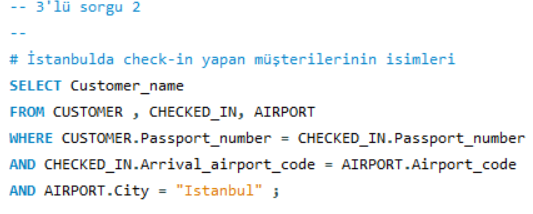 -- 3'lü sorgu 2
--
# İstanbulda check-in yapan müşterilerinin isimleri
SELECT Customer_name
FROM CUSTOMER , CHECKED_IN, AIRPORT
WHERE CUSTOMER.Passport_number = CHECKED_IN.Passport_number
AND CHECKED_IN.Arrival_airport_code = AIRPORT.Airport_code
AND AIRPORT.City = "Istanbul" ;